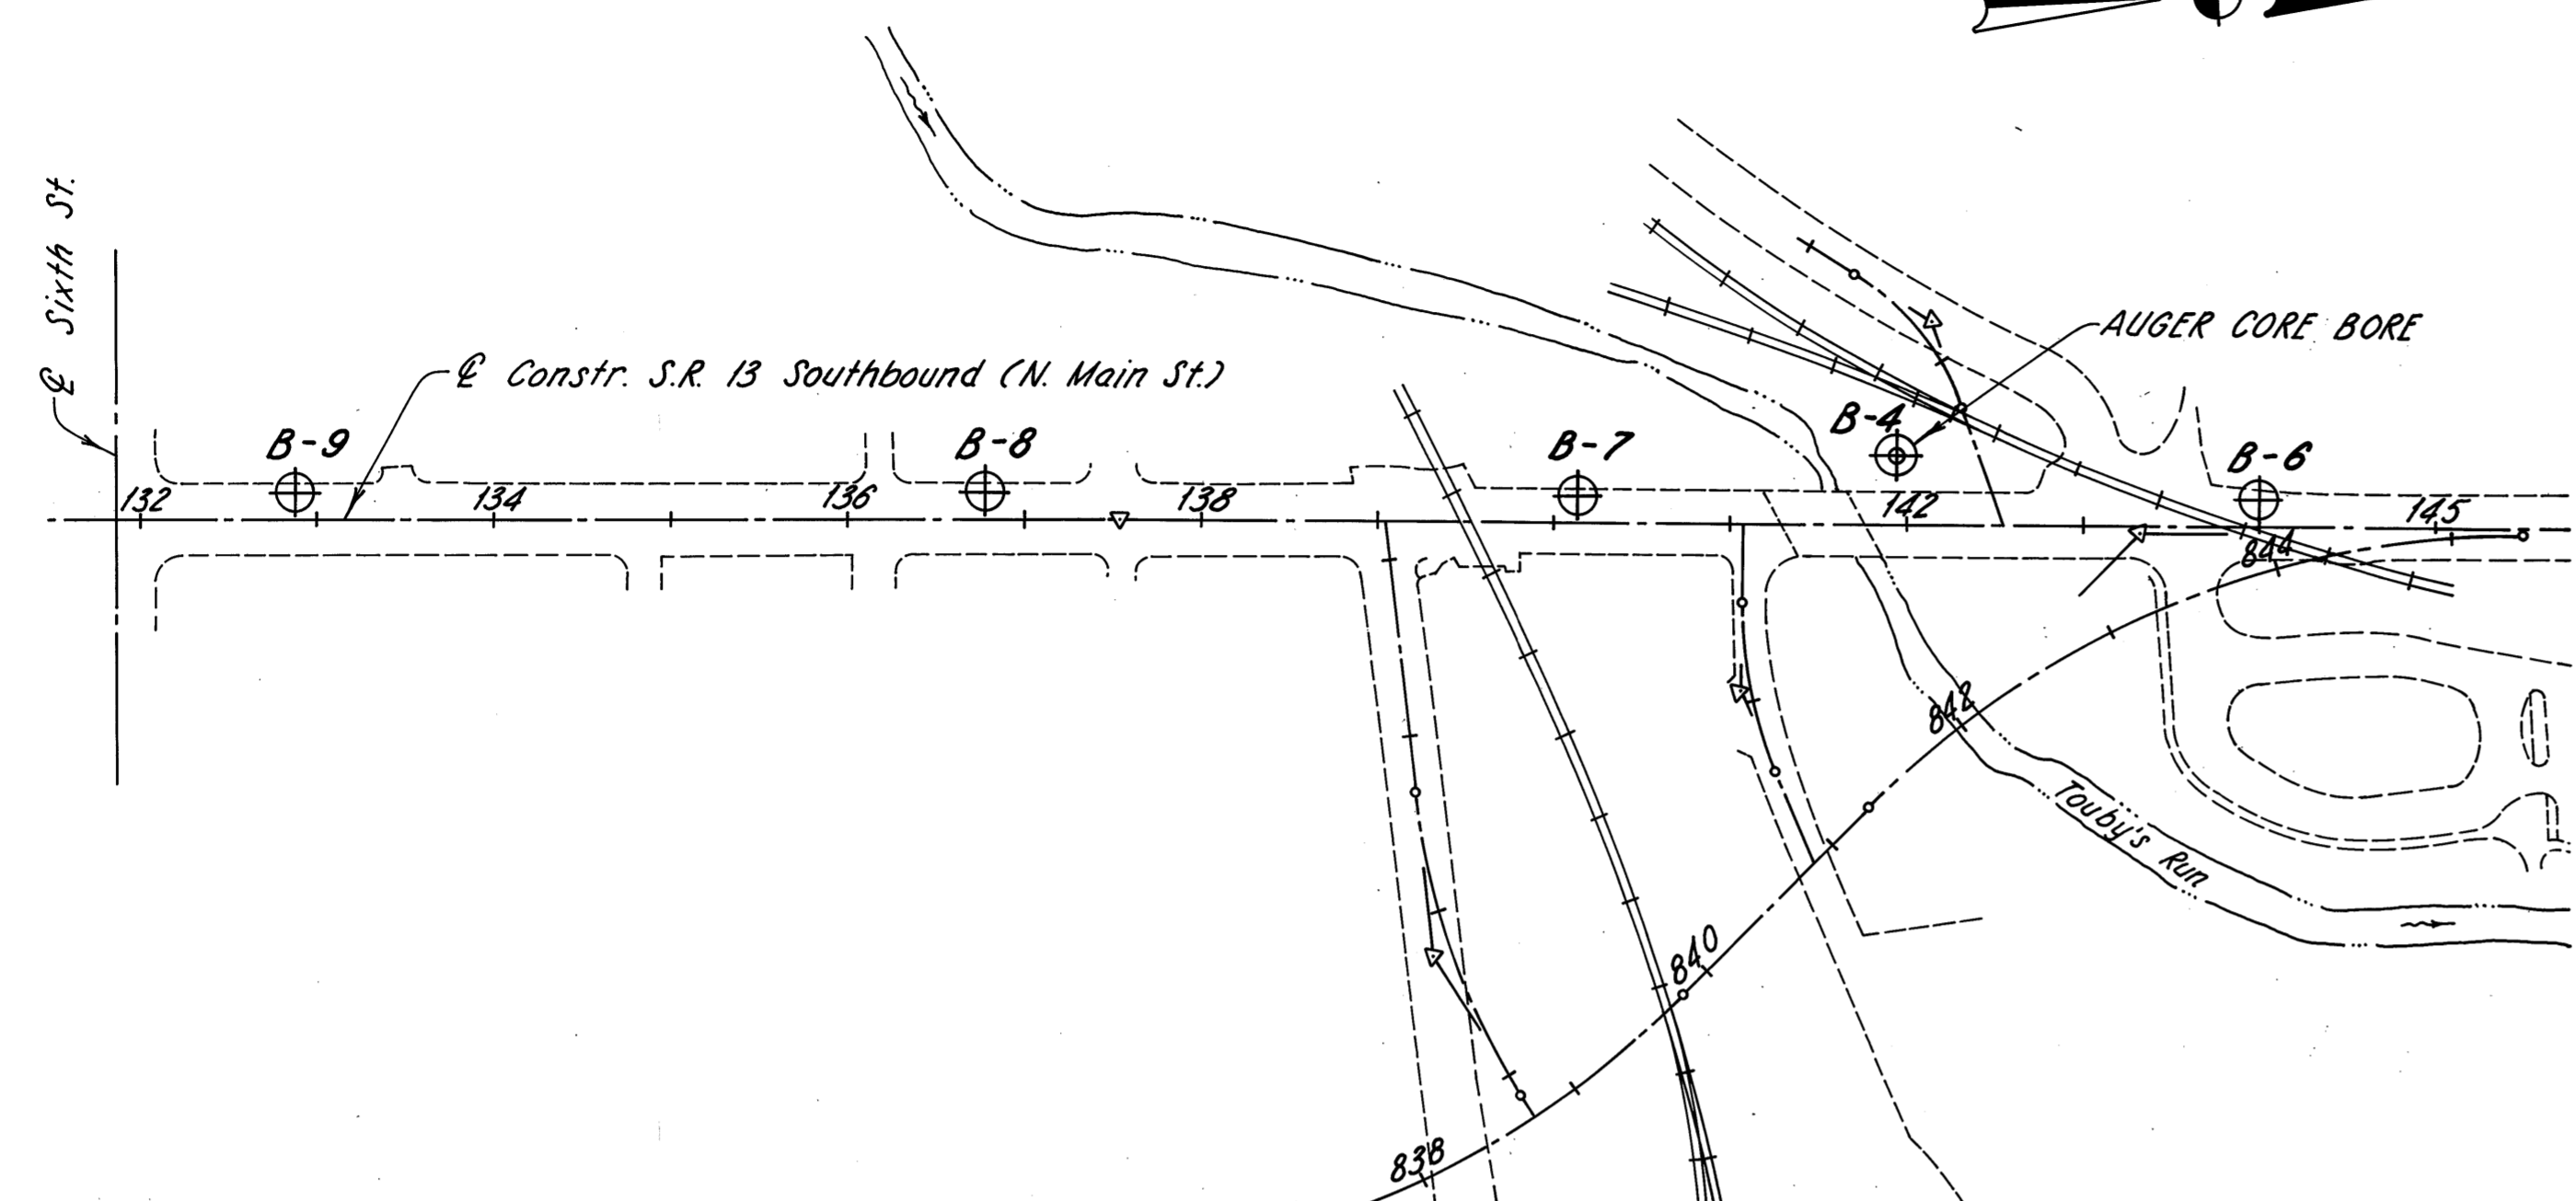 ℄ Sixth St.
AUGER CORE BORE
℄ Constr. S.R. 13 Southbound (N. Main St.)
B-9
B-8
B-7
B-4
B-6
132
134
136
138
142
145
844
842
Touby's Run
840
838